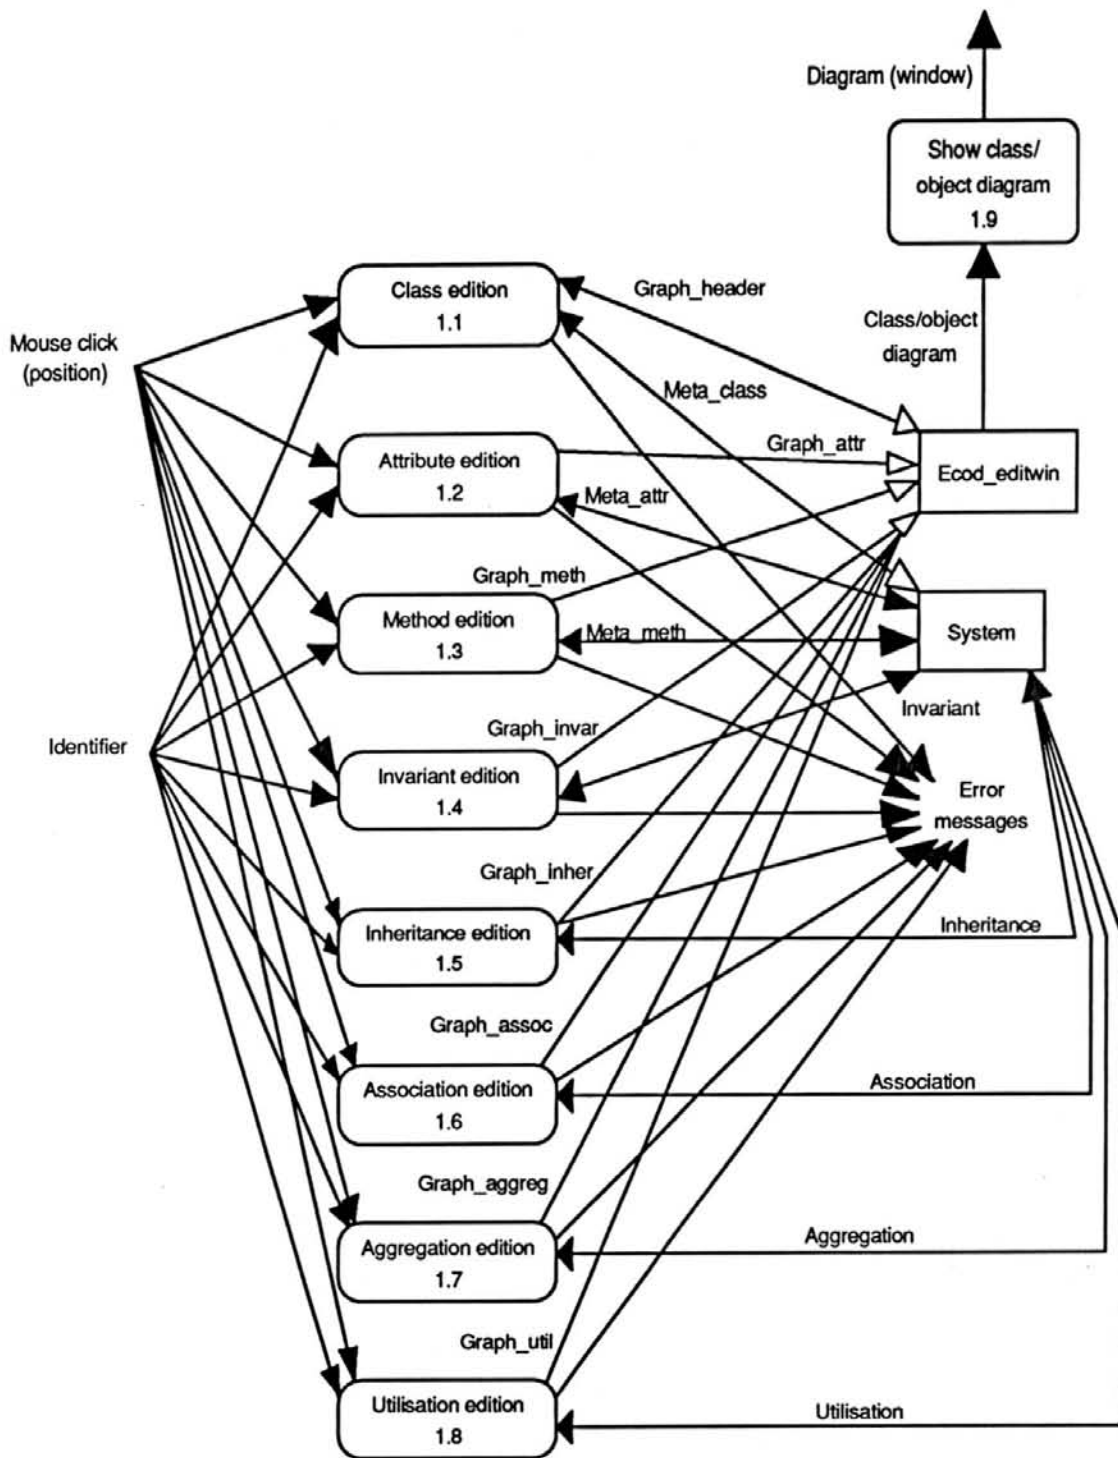 Diagram (window)
Show class/
object diagram
1.9
Class/object
diagram
Class edition
1.1
Graph_header
Mouse click
(position)
Meta_class
Attribute edition
1.2
Graph_attr
Ecod_editwin
Meta_attr
Graph_meth
Method edition
1.3
Meta_meth
System
Graph_invar
Invariant
Identifier
Invariant edition
1.4
Error
messages
Graph_inher
Inheritance edition
1.5
Inheritance
Graph_assoc
Association edition
1.6
Association
Graph_aggreg
Aggregation edition
1.7
Aggregation
Graph_util
Utilisation edition
1.8
Utilisation